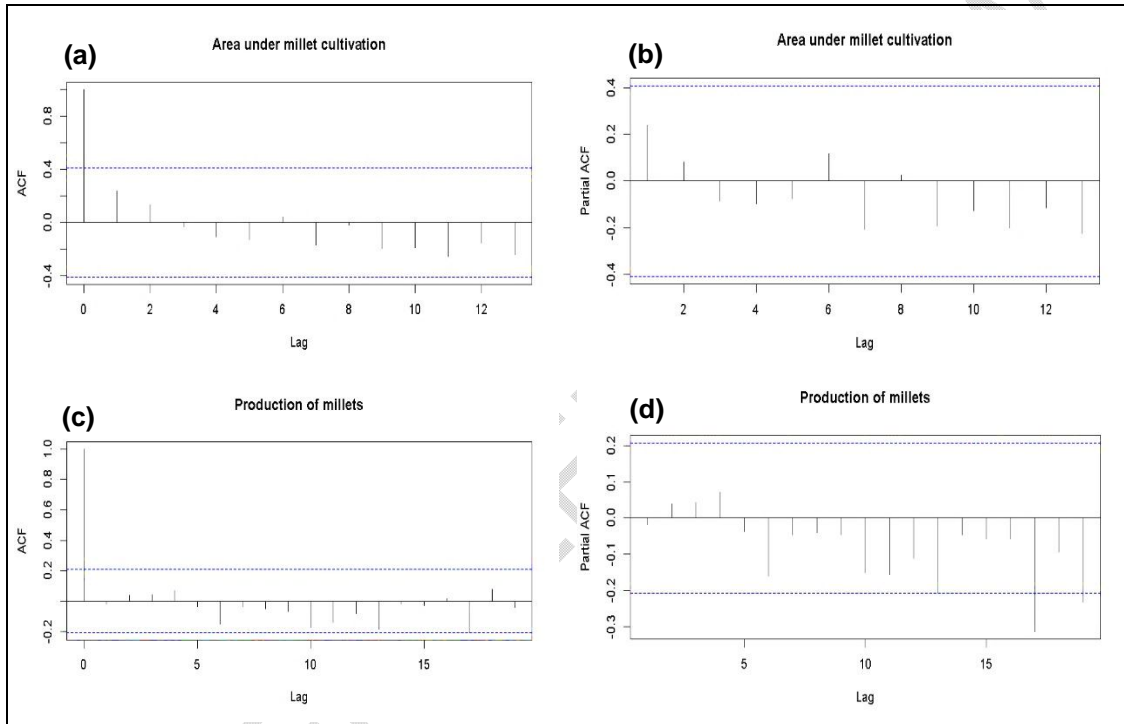 (a)
Area under millet cultivation
ACF
0.8
0.4
0.0
-0.4
0 2 4 6 8 10 12
Lag
(b)
Area under millet cultivation
Partial ACF
0.4
0.2
0.0
-0.2
-0.4
2 4 6 8 10 12
Lag
(c)
Production of millets
ACF
1.0
0.8
0.6
0.4
0.2
-0.2
0 5 10 15
Lag
(d)
Production of millets
Partial ACF
0.2
0.1
0.0
-0.1
-0.2
-0.3
5 10 15
Lag